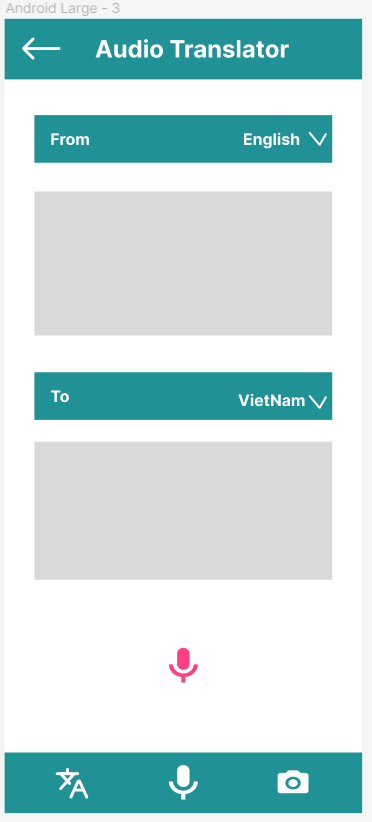 Android Large - 3
Audio Translator
From English
To VietNam